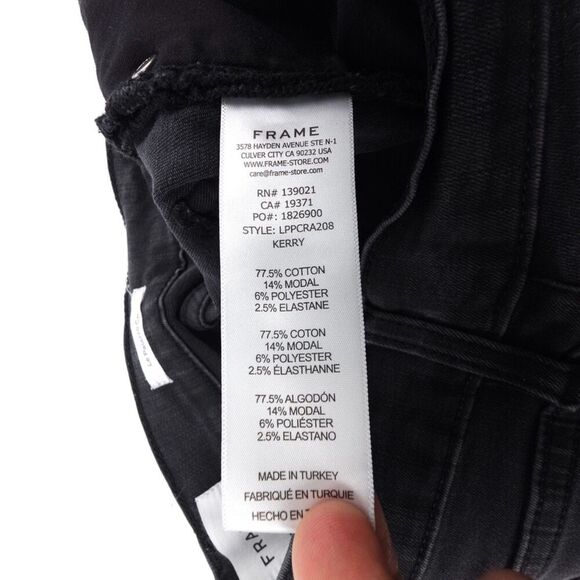 FRAME
3578 HAYDEN AVENUE STE N-1
CULVER CITY CA 90232 USA
WWW.FRAME-STORE.COM
care@frame-store.com
RN# 139021
CA# 19371
PO#: 1826900
STYLE: LPPCRA208
KERRY
77.5% COTTON
14% MODAL
6% POLYESTER
2.5% ELASTANE
77.5% COTON
14% MODAL
6% POLYESTER
2.5% ÉLASTHANNE
77.5% ALGODÓN
14% MODAL
6% POLIÉSTER
2.5% ELASTANO
MADE IN TURKEY
FABRIQUÉ EN TURQUIE
HECHO EN